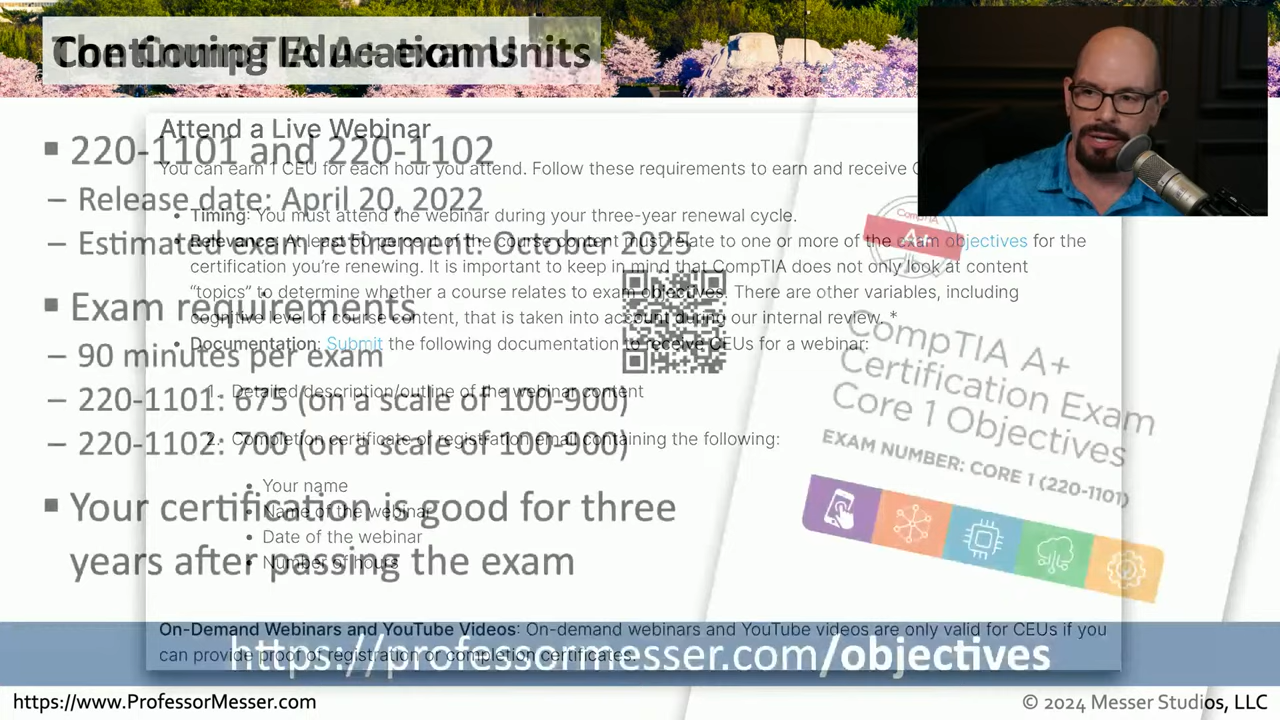 Continuing Education Units
The CompTIA A+ exams
Attend a Live Webinar
▪ 220-1101 and 220-1102
You can earn 1 CEU for each hour you attend. Follow these requirements to earn and receive
– Release date: April 20, 2022
• Timing: You must attend the webinar during your three-year renewal cycle.
– Estimated exam retirement: October 2025
• Relevance: At least 50 percent of the course content must relate to one or more of the exam objectives for the
certification you're renewing. It is important to keep in mind that CompTIA does not only look at content
"topics" to determine whether a course relates to exam objectives. There are other variables, including
cognitive level of course content, that is taken into account during our internal review. *
▪ Exam requirements
• Documentation: Submit the following documentation to receive CEUs for a webinar:
– 90 minutes per exam
1. Detailed description/outline of the webinar content
– 220-1101: 675 (on a scale of 100-900)
2. Completion certificate or registration email containing the following:
– 220-1102: 700 (on a scale of 100-900)
• Your name
• Name of the webinar
• Date of the webinar
• Number of hours
▪ Your certification is good for three
years after passing the exam
CompTIA
A+
CompTIA A+
Certification Exam
Core 1 Objectives
EXAM NUMBER: CORE 1 (220-1101)
On-Demand Webinars and YouTube Videos: On-demand webinars and YouTube videos are only valid for CEUs if you
can provide proof of registration or completion certificates.
https://professormesser.com/objectives
https://www.ProfessorMesser.com
© 2024 Messer Studios, LLC